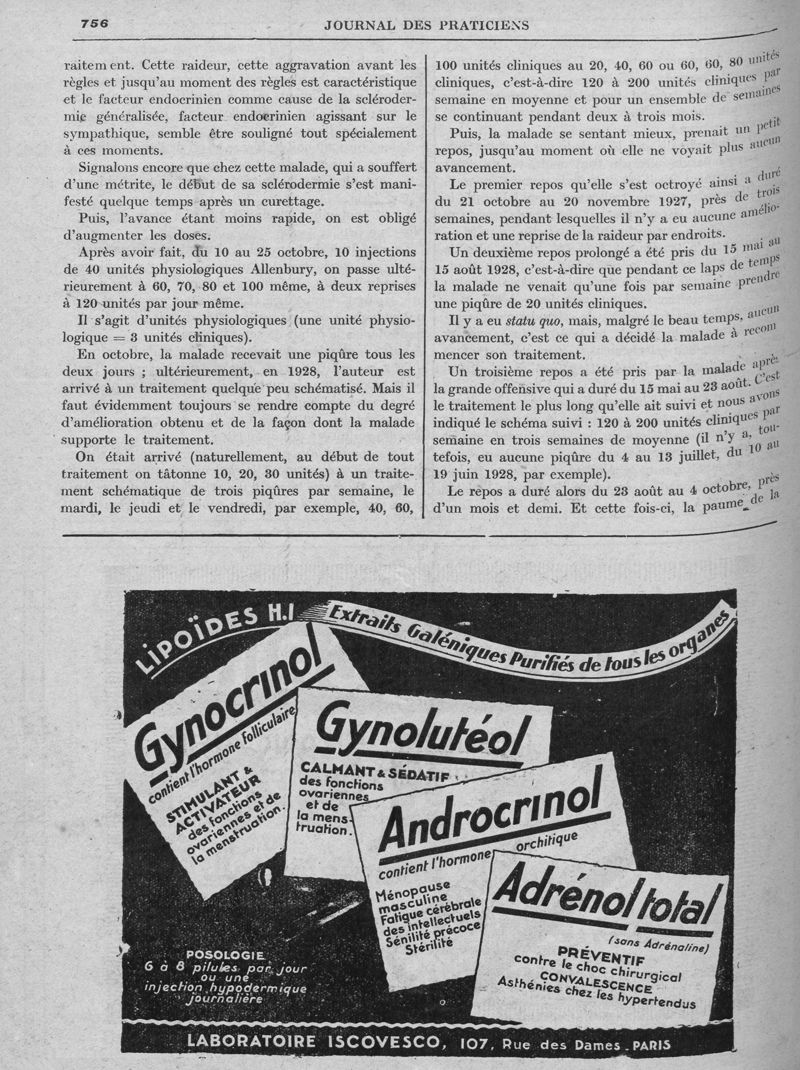 756
JOURNAL DES PRATICIENS
raitement. Cette raideur, cette aggravation avant les
règles et jusqu'au moment des règles est caractéristique
et le facteur endocrinien comme cause de la scléroder-
mie généralisée, facteur endocrinien agissant sur le
sympathique, semble être souligné tout spécialement
à ces moments.
Signalons encore que chez cette malade, qui a souffert
d'une métrite, le début de sa sclérodermie s'est mani-
festé quelque temps après un curettage.
Puis, l'avance étant moins rapide, on est obligé
d'augmenter les doses.
Après avoir fait, du 10 au 25 octobre, 10 injections
de 40 unités physiologiques Allenbury, on passe ulté-
rieurement à 60, 70, 80 et 100 même, à deux reprises
à 120 unités par jour même.
Il s'agit d'unités physiologiques (une unité physio-
logique = 3 unités cliniques).
En octobre, la malade recevait une piqûre tous les
deux jours ; ultérieurement, en 1928, l'auteur est
arrivé à un traitement quelque peu schématisé. Mais il
faut évidemment toujours se rendre compte du degré
d'amélioration obtenu et de la façon dont la malade
supporte le traitement.
On était arrivé (naturellement, au début de tout
traitement on tâtonne 10, 20, 30 unités) à un traite-
ment schématique de trois piqûres par semaine, le
mardi, le jeudi et le vendredi, par exemple, 40, 60,
100 unités cliniques au 20, 40, 60 ou 60, 60, 80 unités
cliniques, c'est-à-dire 120 à 200 unités cliniques par
semaine en moyenne et pour un ensemble de semaines
se continuant pendant deux à trois mois.
Puis, la malade se sentant mieux, prenait un petit
repos, jusqu'au moment où elle ne voyait plus aucun
avancement.
Le premier repos qu'elle s'est octroyé ainsi a duré
du 21 octobre au 20 novembre 1927, près de trois
semaines, pendant lesquelles il n'y a eu aucune amélio-
ration et une reprise de la raideur par endroits.
Un deuxième repos prolongé a été pris du 15 mai au
15 août 1928, c'est-à-dire que pendant ce laps de temps
la malade ne venait qu'une fois par semaine prendre
une piqûre de 20 unités cliniques.
Il y a eu statu quo, mais, malgré le beau temps, aucun
avancement, c'est ce qui a décidé la malade à recom
mencer son traitement.
Un troisième repos a été pris par la malade après
la grande offensive qui a duré du 15 mai au 23 août. C'est
le traitement le plus long qu'elle ait suivi et nous avons
indiqué le schéma suivi : 120 à 200 unités cliniques par
semaine en trois semaines de moyenne (il n'y a, tou-
tefois, eu aucune piqûre du 4 au 13 juillet, du 10 au
19 juin 1928, par exemple).
Le repos a duré alors du 23 août au 4 octobre, près
d'un mois et demi. Et cette fois-ci, la paume de la
LIPOÏDES H.I
Extraits Galéniques Purifiés de tous les organes
Gynocrinol
contient l'hormone folliculaire
STIMULANT &
ACTIVATEUR
des fonctions
ovariennes et de
la menstruation.
Gynolutéol
CALMANT & SÉDATIF
des fonctions
ovariennes
et de
la mens-
truation.
Androcrinol
contient l'hormone orchitique
Ménopause
masculine
Fatigue cérébrale
des intellectuels
Sénilité précoce
Stérilité
Adrénol total
(sans Adrénaline)
PRÉVENTIF
contre le choc chirurgical
CONVALESCENCE
Asthénies chez les hypertendus
POSOLOGIE
6 à 8 pilules par jour
ou une
injection hypodermique
journalière
LABORATOIRE ISCOVESCO, 107, Rue des Dames - PARIS